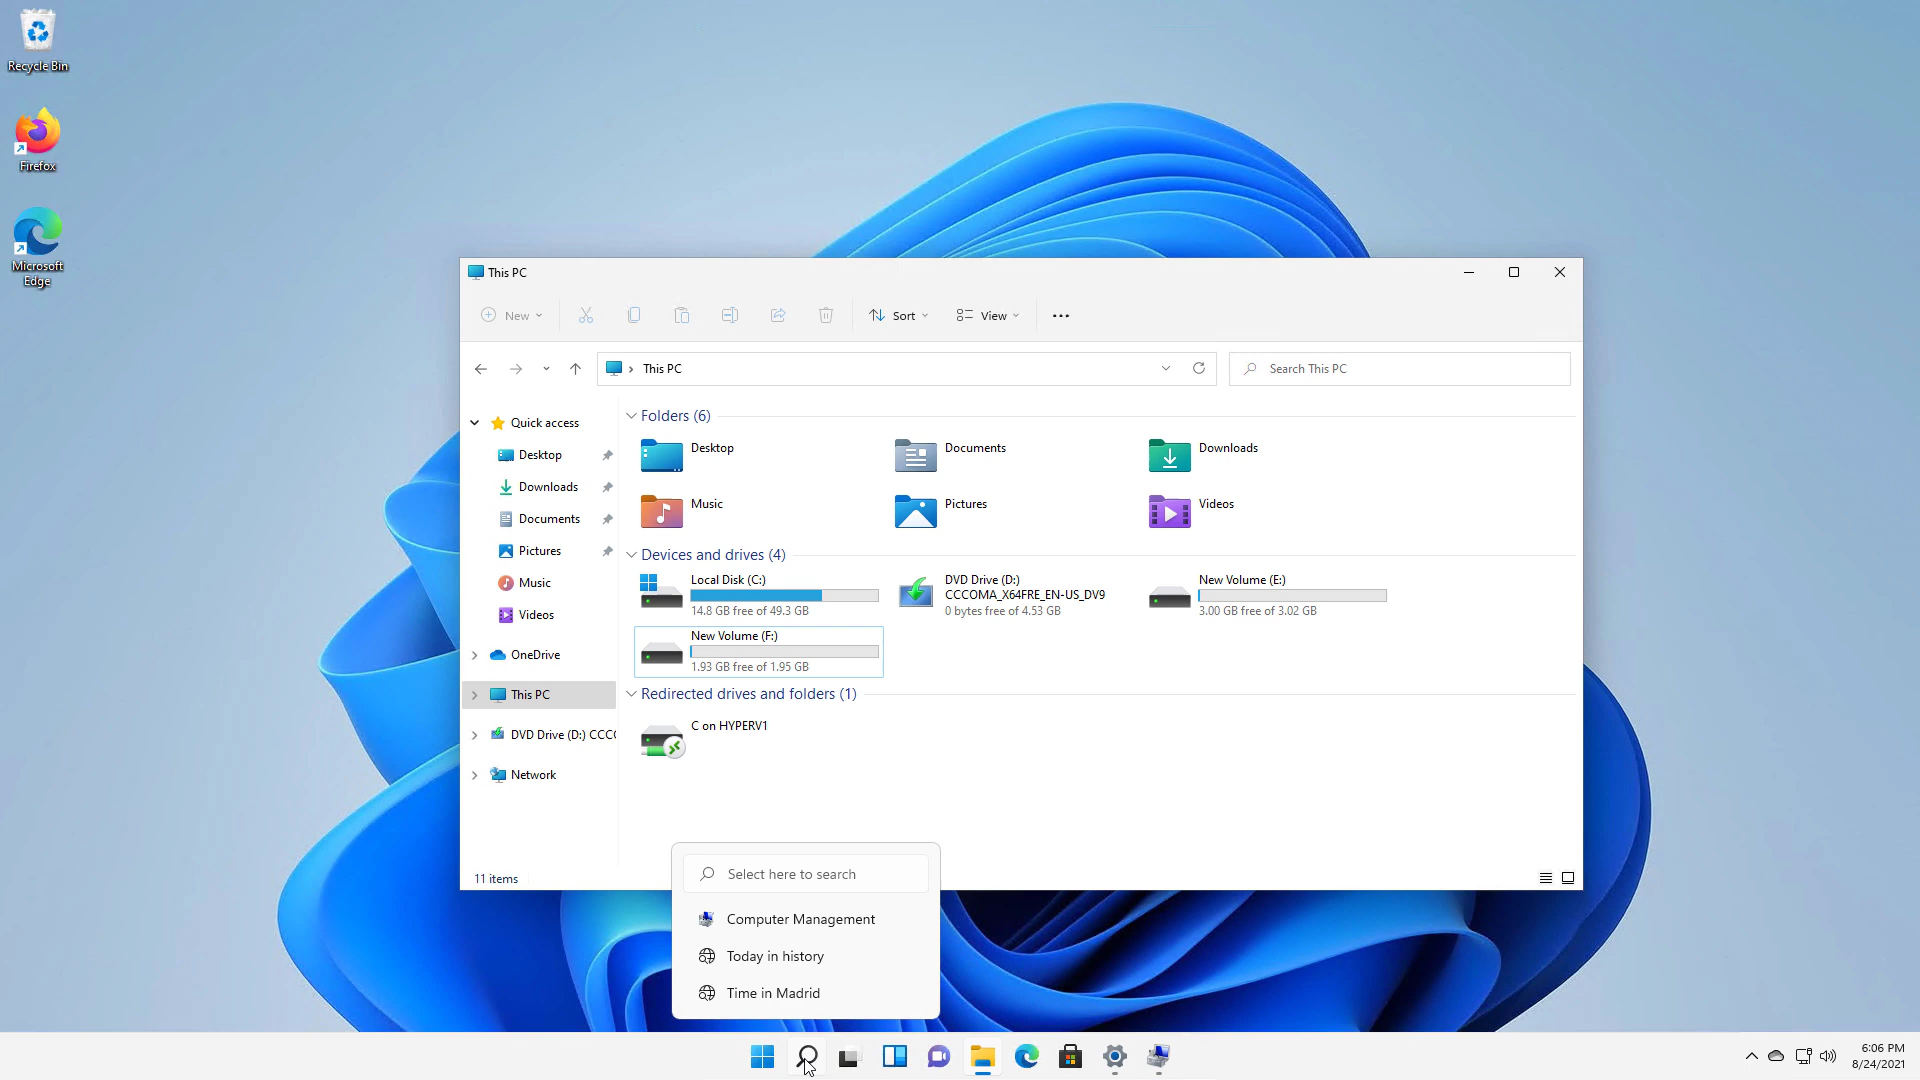 Recycle Bin
Firefox
Microsoft
Edge
This PC
New
Sort
View
This PC
Search This PC
Quick access
Desktop
Downloads
Documents
Pictures
Music
Videos
OneDrive
This PC
DVD Drive (D:) CCC
Network
Folders (6)
Desktop
Documents
Downloads
Music
Pictures
Videos
Devices and drives (4)
Local Disk (C:)
14.8 GB free of 49.3 GB
DVD Drive (D:)
CCCOMA_X64FRE_EN-US_DV9
0 bytes free of 4.53 GB
New Volume (E:)
3.00 GB free of 3.02 GB
New Volume (F:)
1.93 GB free of 1.95 GB
Redirected drives and folders (1)
C on HYPERV1
11 items
Select here to search
Computer Management
Today in history
Time in Madrid
6:06 PM
8/24/2021